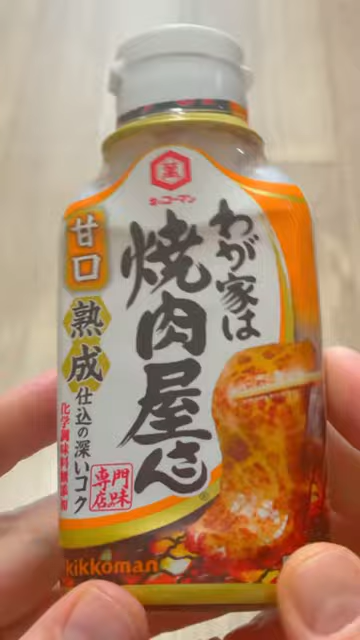 キッコーマン
わが家は
焼肉屋さん
甘口
熟成
仕込の深いコク
化学調味料無添加
専門店の味
kikkoman